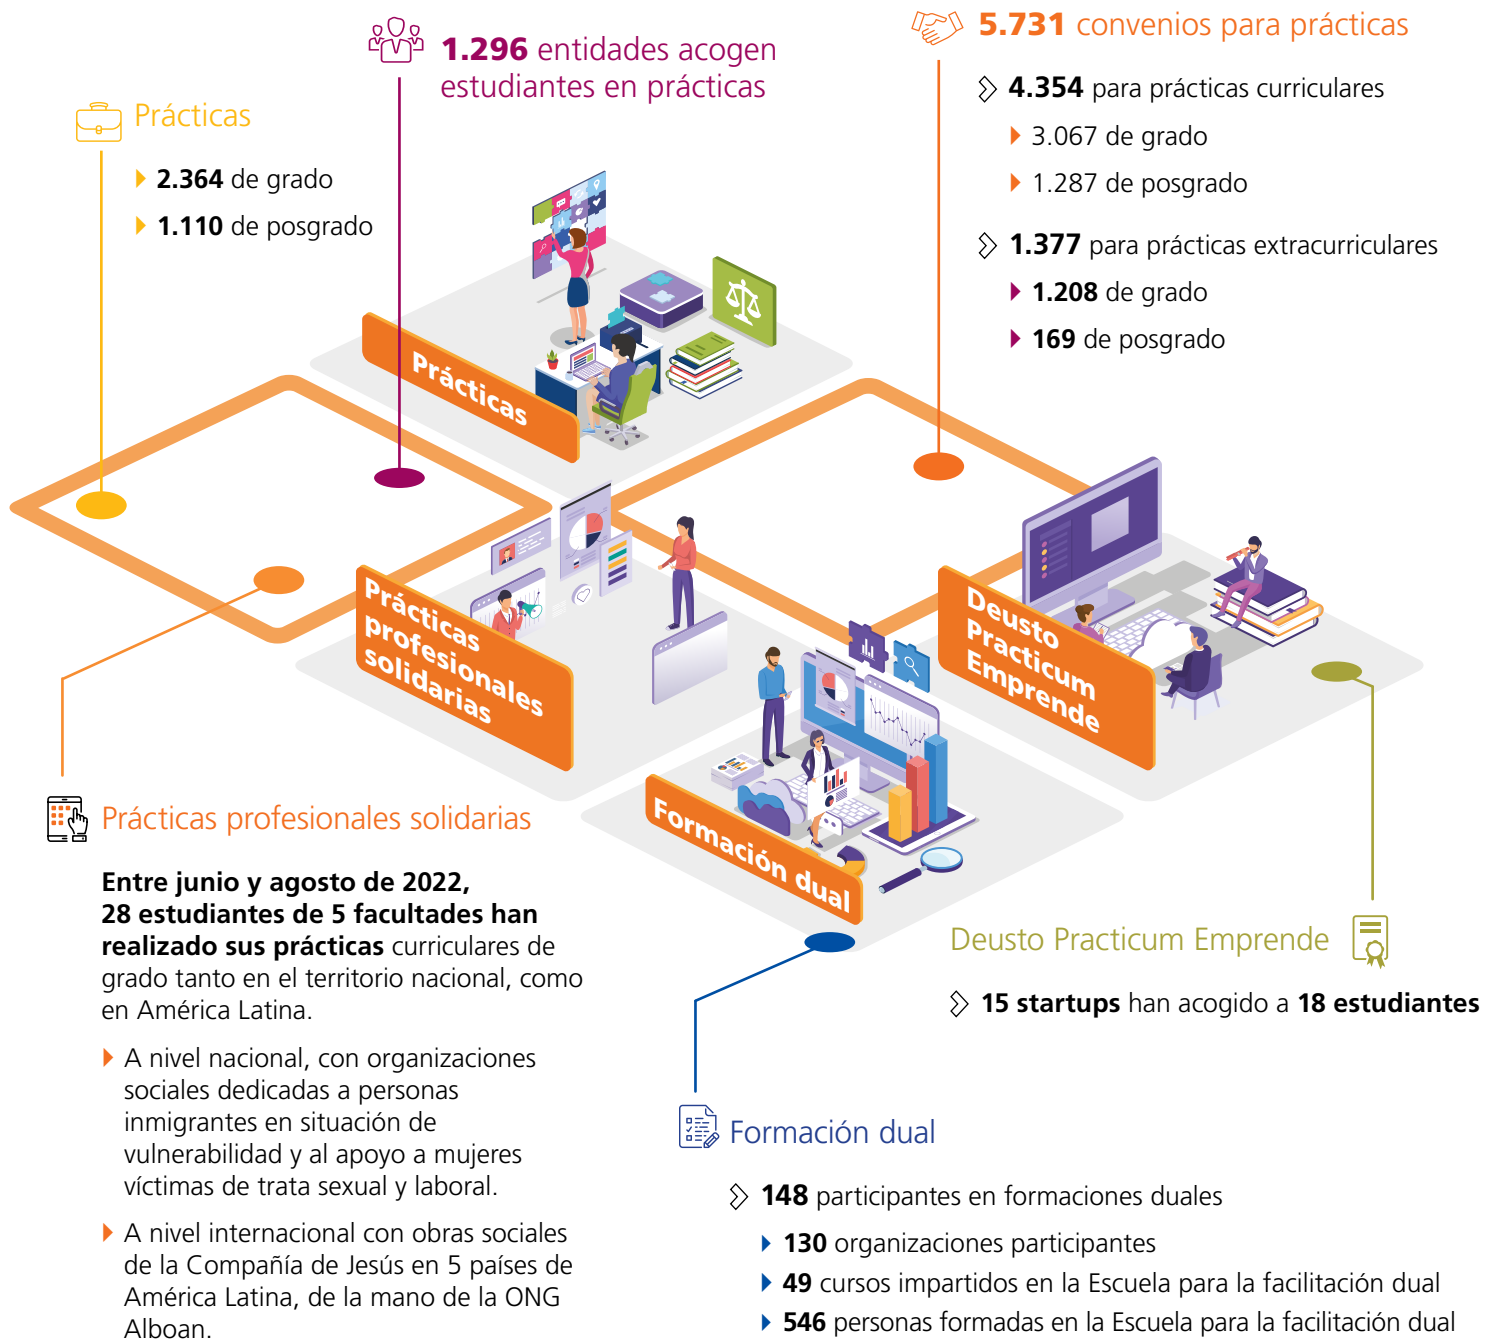 Prácticas
2.364 de grado
1.110 de posgrado
1.296 entidades acogen
estudiantes en prácticas
5.731 convenios para prácticas
4.354 para prácticas curriculares
3.067 de grado
1.287 de posgrado
1.377 para prácticas extracurriculares
1.208 de grado
169 de posgrado
Prácticas
Prácticas
profesionales
solidarias
Deusto
Practicum
Emprende
Formación dual
Prácticas profesionales solidarias
Entre junio y agosto de 2022,
28 estudiantes de 5 facultades han
realizado sus prácticas curriculares de
grado tanto en el territorio nacional, como
en América Latina.
A nivel nacional, con organizaciones
sociales dedicadas a personas
inmigrantes en situación de
vulnerabilidad y al apoyo a mujeres
víctimas de trata sexual y laboral.
A nivel internacional con obras sociales
de la Compañía de Jesús en 5 países de
América Latina, de la mano de la ONG
Alboan.
Deusto Practicum Emprende
15 startups han acogido a 18 estudiantes
Formación dual
148 participantes en formaciones duales
130 organizaciones participantes
49 cursos impartidos en la Escuela para la facilitación dual
546 personas formadas en la Escuela para la facilitación dual